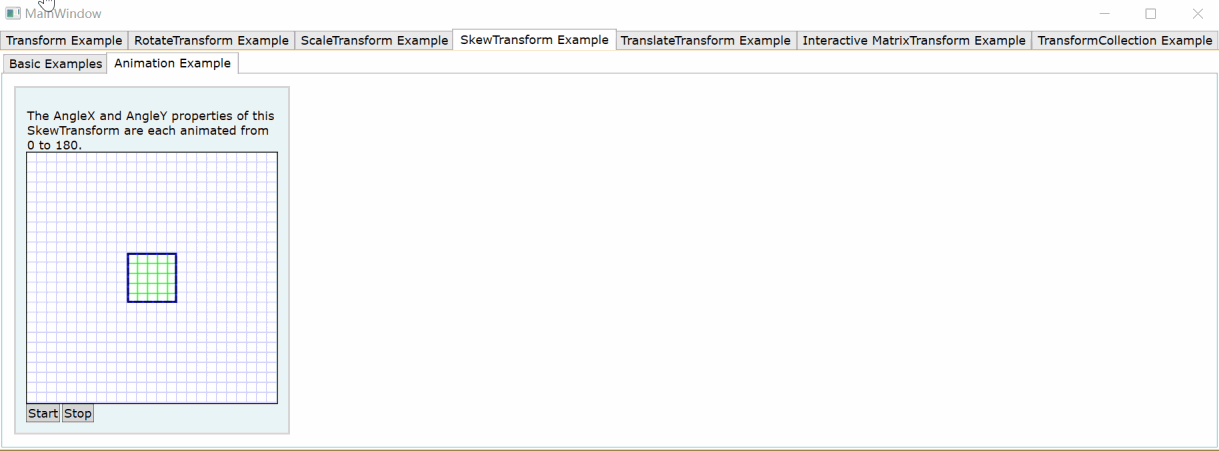 MainWindow
Transform Example RotateTransform Example ScaleTransform Example SkewTransform Example TranslateTransform Example Interactive MatrixTransform Example TransformCollection Example
Basic Examples Animation Example
The AngleX and AngleY properties of this
SkewTransform are each animated from
0 to 180.
Start Stop